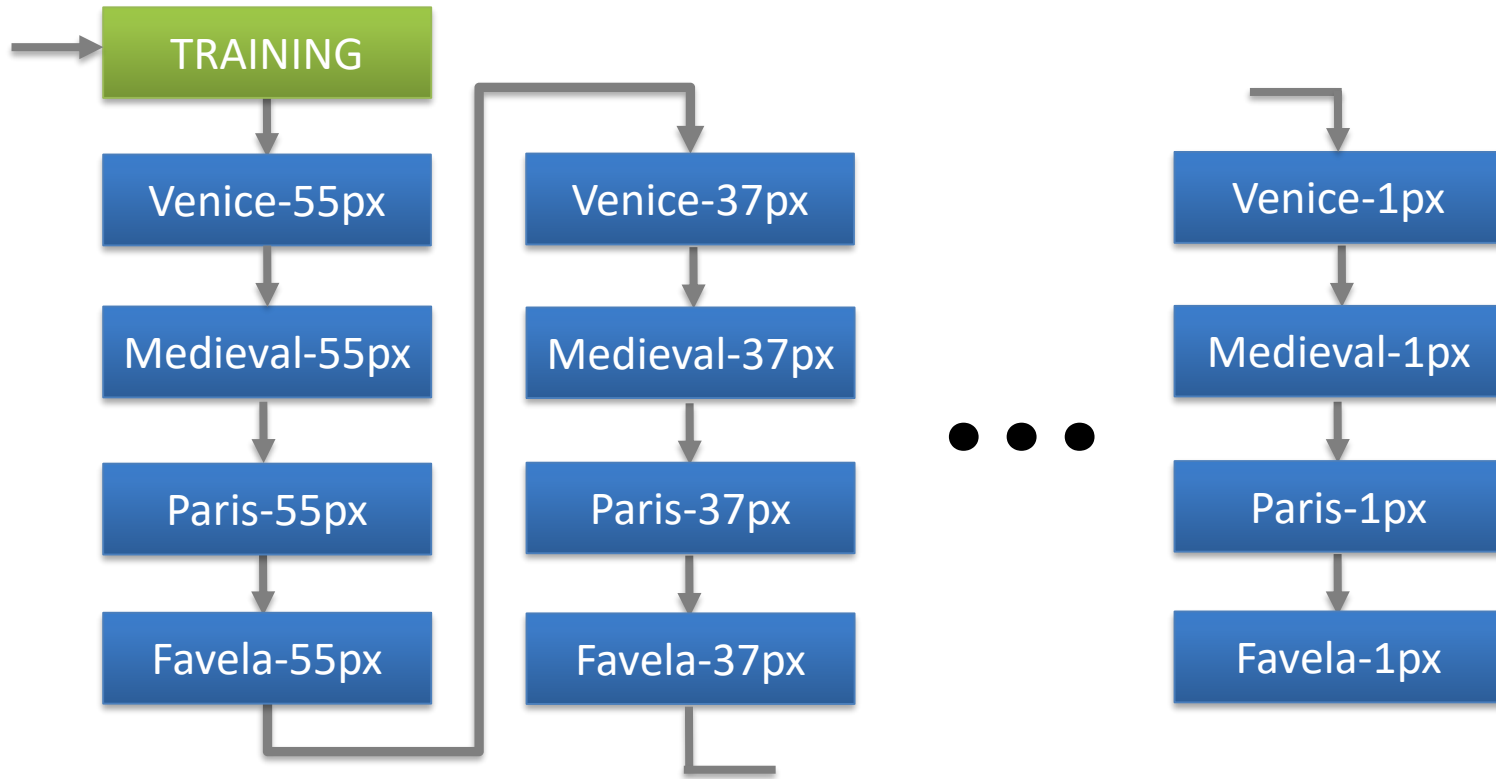 TRAINING
Venice-55px
Medieval-55px
Paris-55px
Favela-55px
Venice-37px
Medieval-37px
Paris-37px
Favela-37px
Venice-1px
Medieval-1px
Paris-1px
Favela-1px